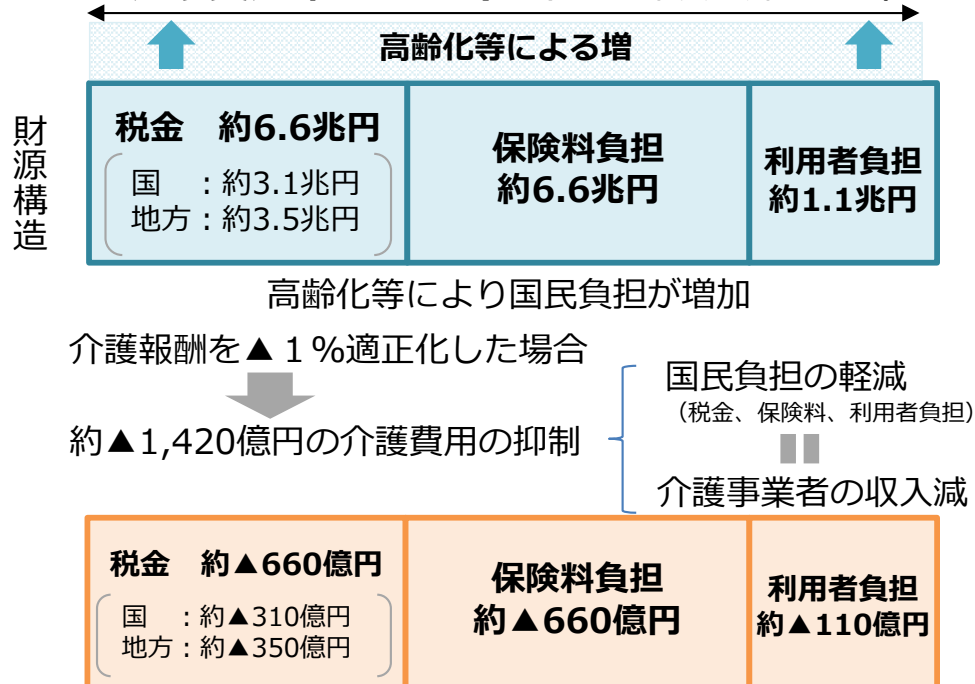 高齢化等による増
財源構造
税金 約6.6兆円
国 ：約3.1兆円
地方：約3.5兆円
保険料負担
約6.6兆円
利用者負担
約1.1兆円
高齢化等により国民負担が増加
介護報酬を▲１%適正化した場合
約▲1,420億円の介護費用の抑制
国民負担の軽減
（税金、保険料、利用者負担）
介護事業者の収入減
税金 約▲660億円
国 ：約▲310億円
地方：約▲350億円
保険料負担
約▲660億円
利用者負担
約▲110億円